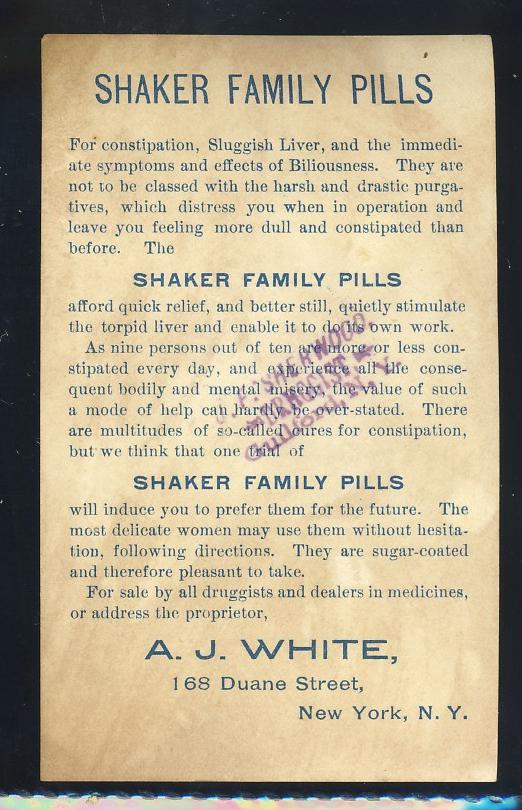 SHAKER FAMILY PILLS
For constipation, Sluggish Liver, and the immedi-
ate symptoms and effects of Biliousness. They are
not to be classed with the harsh and drastic purga-
tives, which distress you when in operation and
leave you feeling more dull and constipated than
before. The
SHAKER FAMILY PILLS
afford quick relief, and better still, quietly stimulate
the torpid liver and enable it to do its own work.
As nine persons out of ten are more or less con-
stipated every day, and experience all the conse-
quent bodily and mental misery, the value of such
a mode of help can hardly be over-stated. There
are multitudes of so-called cures for constipation,
but we think that one trial of
SHAKER FAMILY PILLS
will induce you to prefer them for the future. The
most delicate women may use them without hesita-
tion, following directions. They are sugar-coated
and therefore pleasant to take.
For sale by all druggists and dealers in medicines,
or address the proprietor,
A. J. WHITE,
168 Duane Street,
New York, N. Y.
DRUGGIST
Guilford, N. Y.